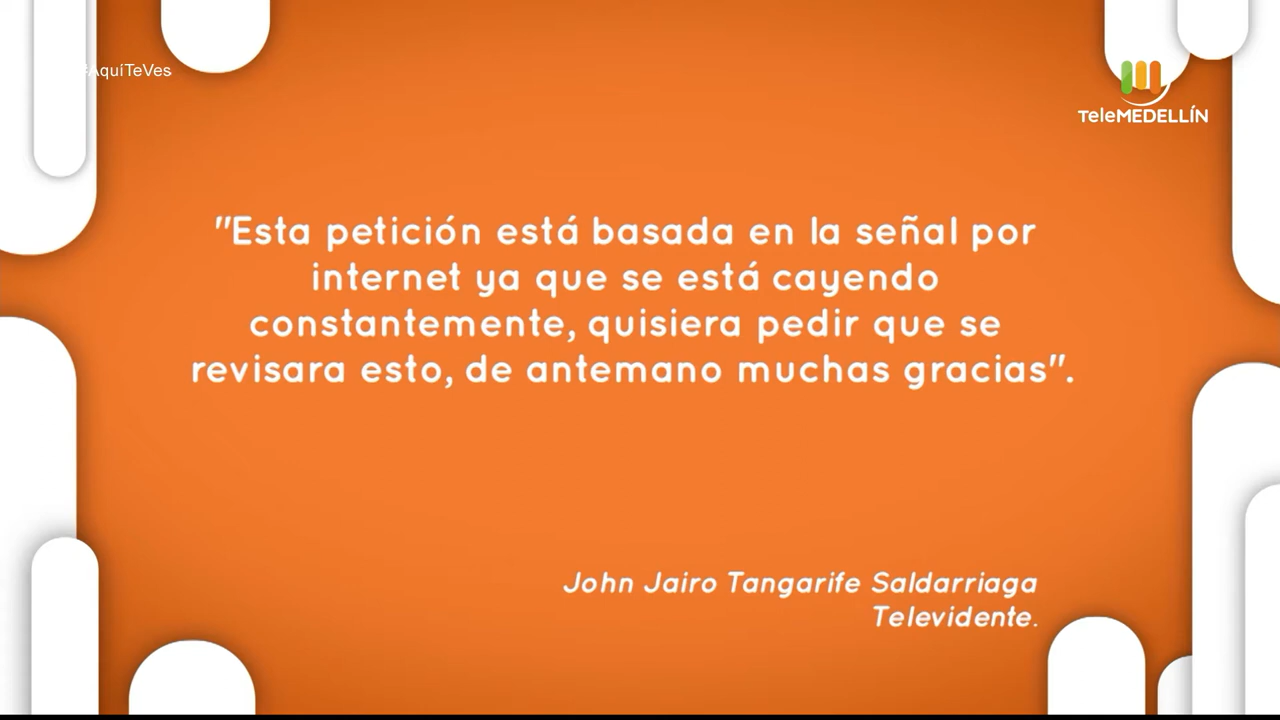 #AquíTeVes
TeleMEDELLÍN
"Esta petición está basada en la señal por
internet ya que se está cayendo
constantemente, quisiera pedir que se
revisara esto, de antemano muchas gracias".
John Jairo Tangarife Saldarriaga
Televidente.